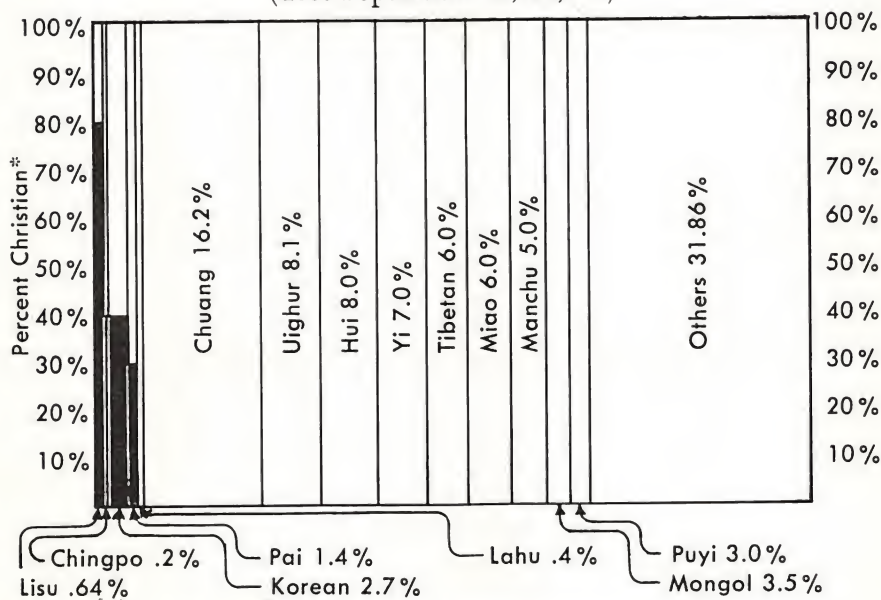 100%
90%
80%
70%
60%
50%
40%
30%
20%
10%
Percent Christian*
Chuang 16.2%
Uighur 8.1%
Hui 8.0%
Yi 7.0%
Tibetan 6.0%
Miao 6.0%
Manchu 5.0%
Others 31.86%
100%
90%
80%
70%
60%
50%
40%
30%
20%
10%
Chingpo .2%
Pai 1.4%
Lahu .4%
Puyi 3.0%
Lisu .64%
Korean 2.7%
Mongol 3.5%